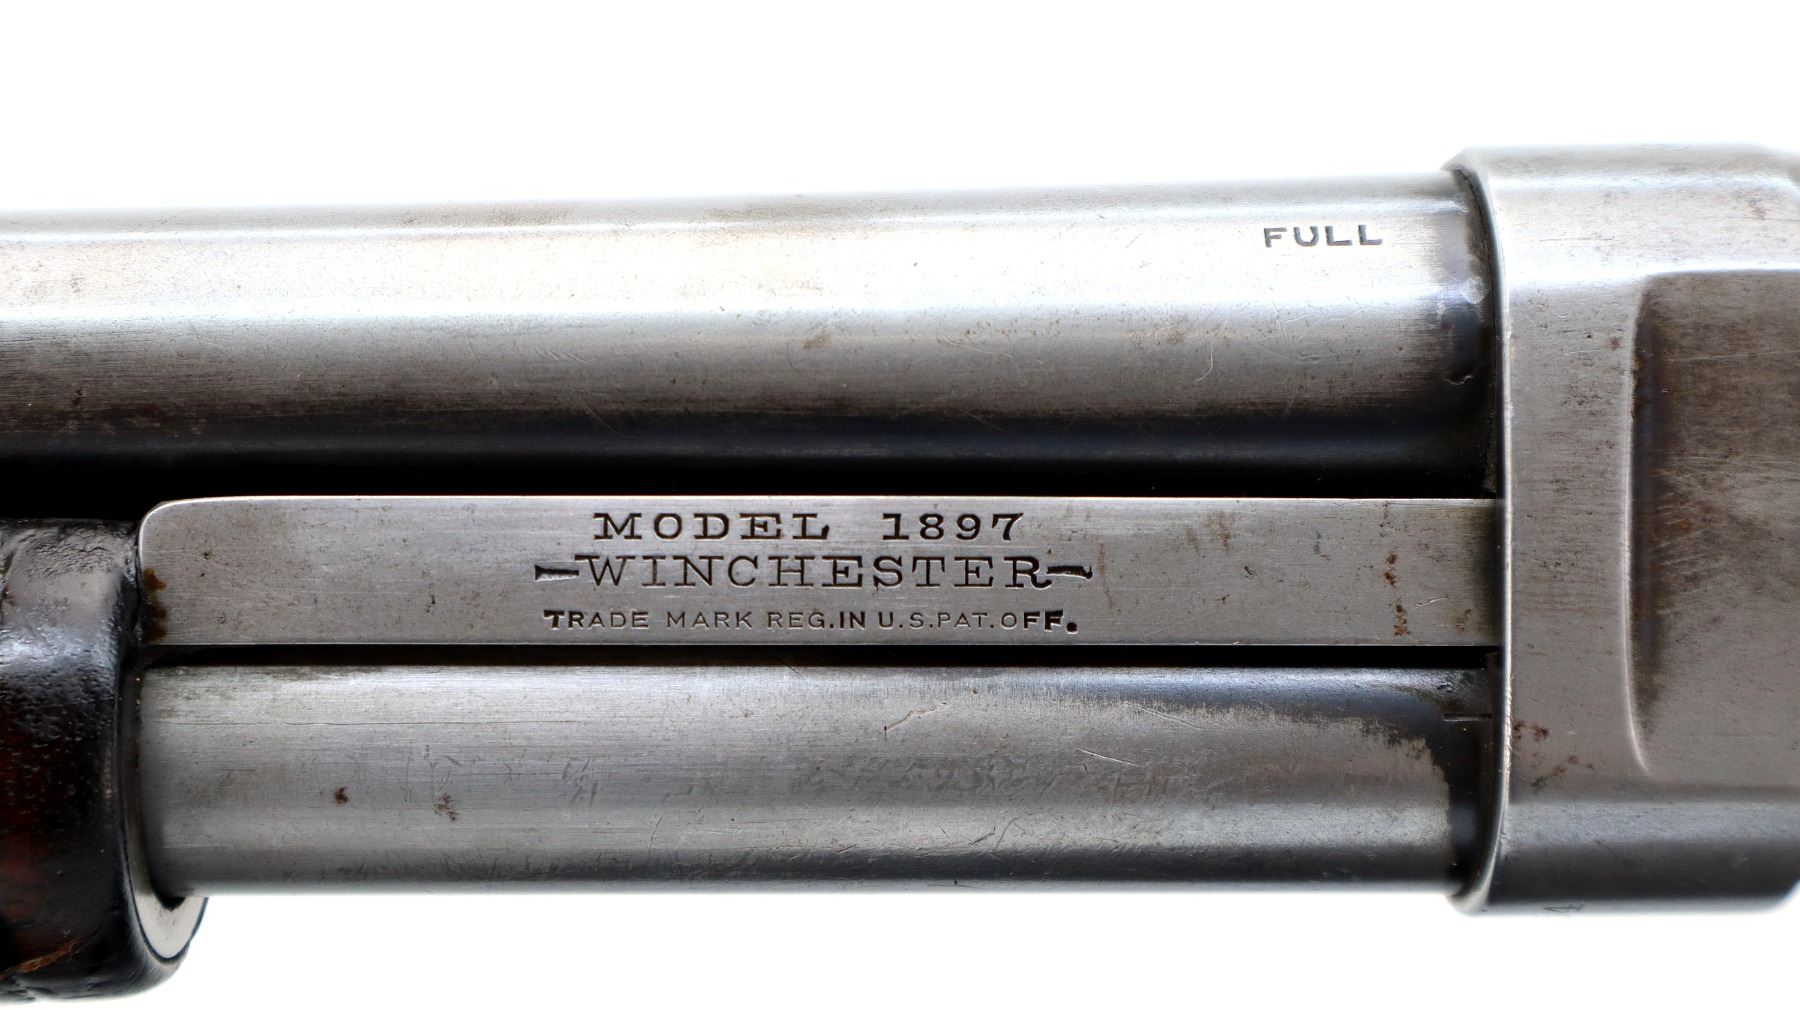 FULL
MODEL 1897
WINCHESTER
TRADE MARK REG.IN U.S.PAT.OFF.